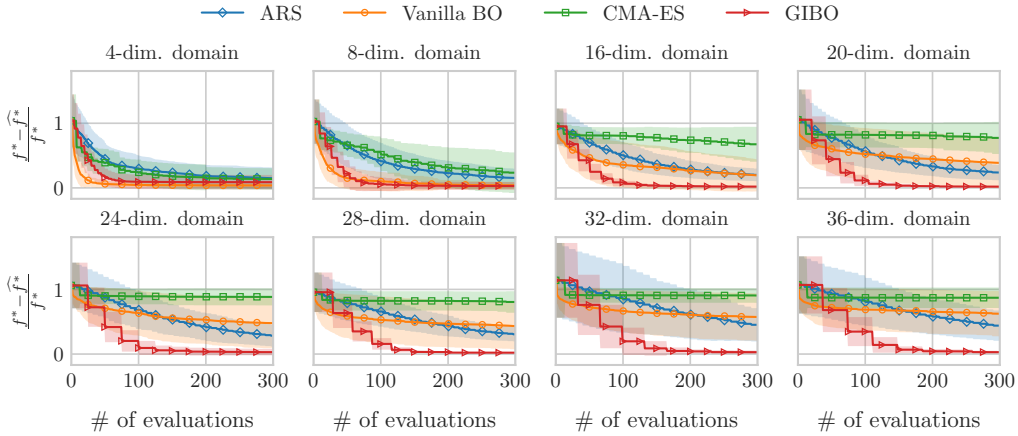 ARS Vanilla BO CMA-ES GIBO
4-dim. domain 8-dim. domain 16-dim. domain 20-dim. domain
1
0
f* − f̂*
f*
24-dim. domain 28-dim. domain 32-dim. domain 36-dim. domain
1
0
f* − f̂*
f*
0 100 200 300 0 100 200 300 0 100 200 300 0 100 200 300
# of evaluations # of evaluations # of evaluations # of evaluations